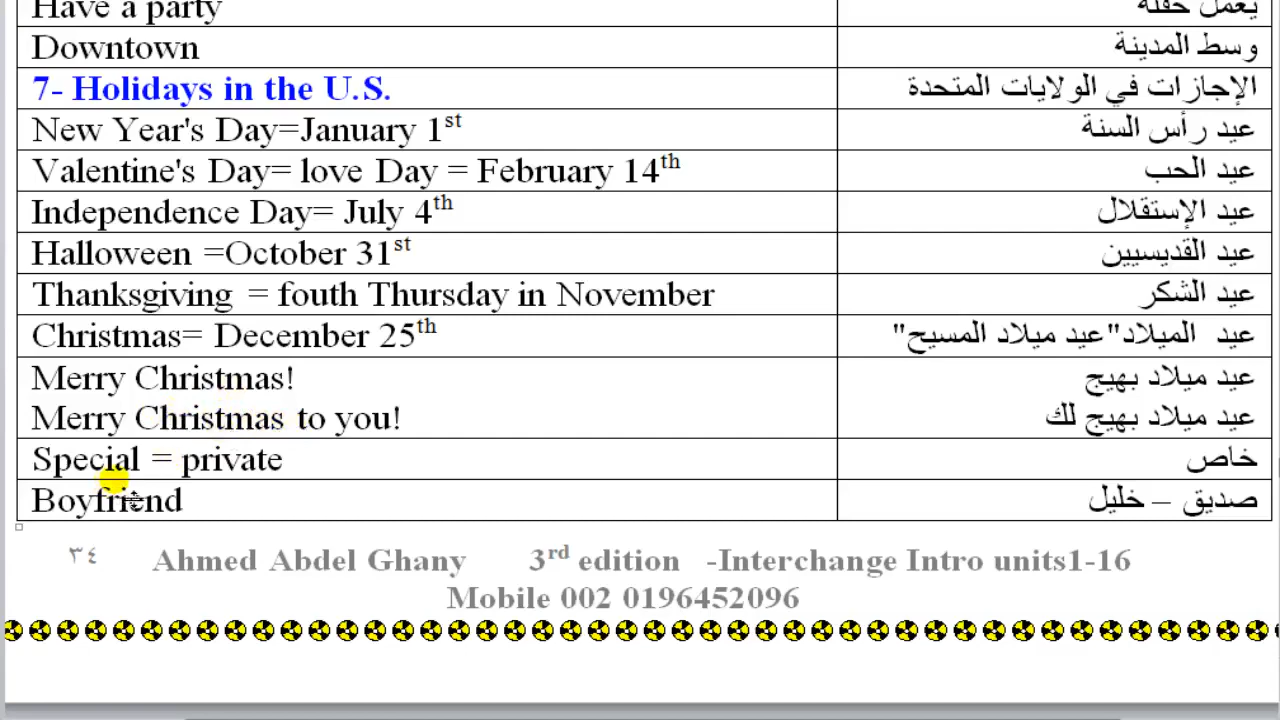 Have a party يعمل حفلة
Downtown وسط المدينة
7- Holidays in the U.S. الإجازات في الولايات المتحدة
New Year's Day=January 1st عيد رأس السنة
Valentine's Day= love Day = February 14th عيد الحب
Independence Day= July 4th عيد الإستقلال
Halloween =October 31st عيد القديسيين
Thanksgiving = fouth Thursday in November عيد الشكر
Christmas= December 25th عيد الميلاد"عيد ميلاد المسيح"
Merry Christmas! عيد ميلاد بهيج
Merry Christmas to you! عيد ميلاد بهيج لك
Special = private خاص
Boyfriend صديق – خليل
٣٤ Ahmed Abdel Ghany 3rd edition -Interchange Intro units1-16
Mobile 002 0196452096